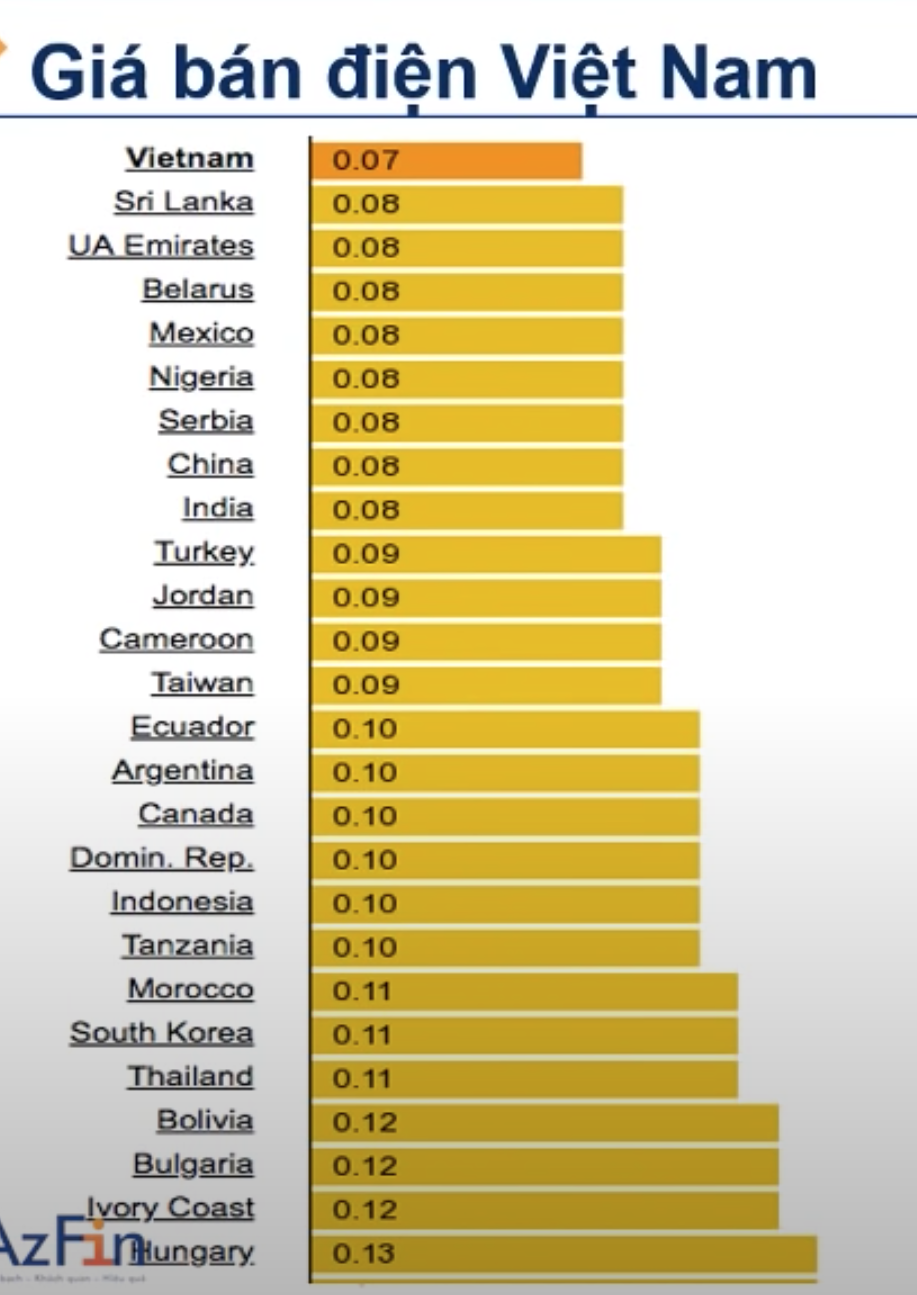 Giá bán điện Việt Nam
Vietnam 0.07
Sri Lanka 0.08
UA Emirates 0.08
Belarus 0.08
Mexico 0.08
Nigeria 0.08
Serbia 0.08
China 0.08
India 0.08
Turkey 0.09
Jordan 0.09
Cameroon 0.09
Taiwan 0.09
Ecuador 0.10
Argentina 0.10
Canada 0.10
Domin. Rep. 0.10
Indonesia 0.10
Tanzania 0.10
Morocco 0.11
South Korea 0.11
Thailand 0.11
Bolivia 0.12
Bulgaria 0.12
Ivory Coast 0.12
Hungary 0.13
AzFin
- Khách quan - Hiệu quả